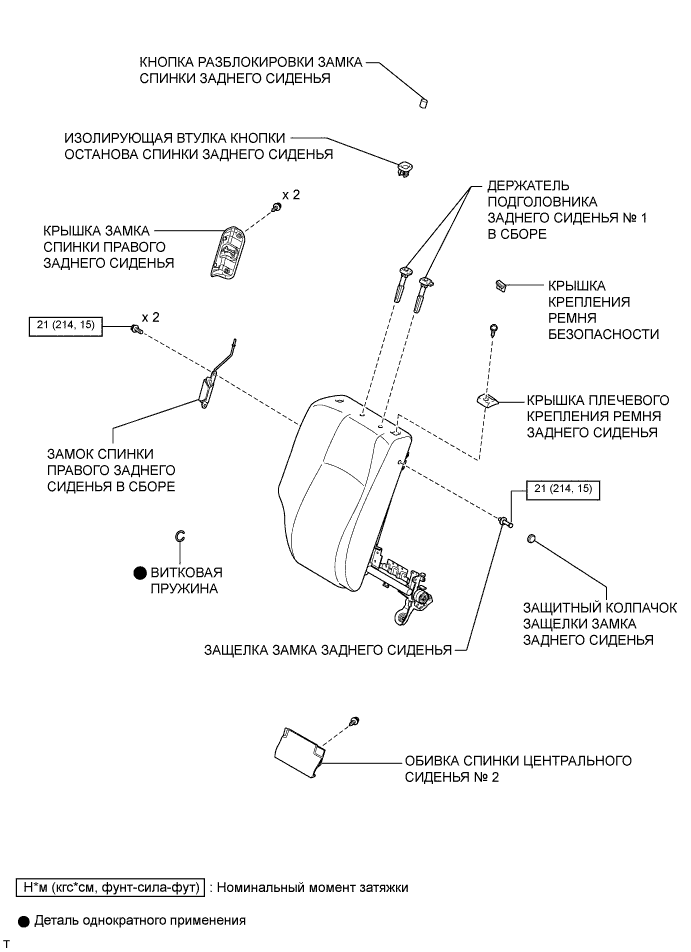 КНОПКА РАЗБЛОКИРОВКИ ЗАМКА
СПИНКИ ЗАДНЕГО СИДЕНЬЯ
ИЗОЛИРУЮЩАЯ ВТУЛКА КНОПКИ
ОСТАНОВА СПИНКИ ЗАДНЕГО СИДЕНЬЯ
ДЕРЖАТЕЛЬ
ПОДГОЛОВНИКА
ЗАДНЕГО СИДЕНЬЯ № 1
В СБОРЕ
x 2
КРЫШКА ЗАМКА
СПИНКИ ПРАВОГО
ЗАДНЕГО СИДЕНЬЯ
КРЫШКА
КРЕПЛЕНИЯ
РЕМНЯ
БЕЗОПАСНОСТИ
21 (214, 15)
x 2
КРЫШКА ПЛЕЧЕВОГО
КРЕПЛЕНИЯ РЕМНЯ
ЗАДНЕГО СИДЕНЬЯ
ЗАМОК СПИНКИ
ПРАВОГО ЗАДНЕГО
СИДЕНЬЯ В СБОРЕ
21 (214, 15)
ВИТКОВАЯ
ПРУЖИНА
ЗАЩИТНЫЙ КОЛПАЧОК
ЗАЩЕЛКИ ЗАМКА
ЗАДНЕГО СИДЕНЬЯ
ЗАЩЕЛКА ЗАМКА ЗАДНЕГО СИДЕНЬЯ
ОБИВКА СПИНКИ ЦЕНТРАЛЬНОГО
СИДЕНЬЯ № 2
Н*м (кгс*см, фунт-сила-фут) : Номинальный момент затяжки
Деталь однократного применения
T